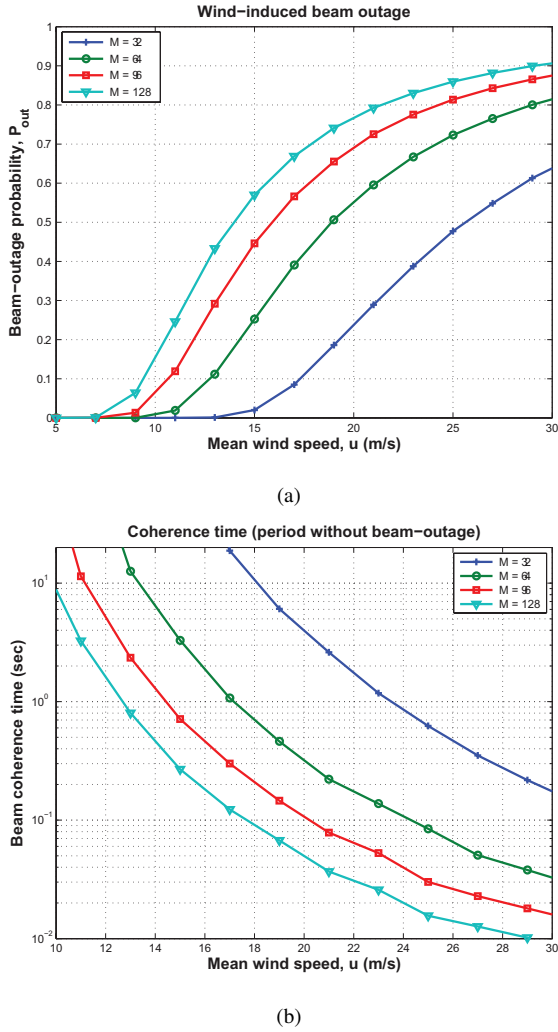 Wind−induced beam outage
1
0.9
0.8
0.7
0.6
0.5
0.4
0.3
0.2
0.1
0
Beam−outage probability, P_out
M = 32
M = 64
M = 96
M = 128
5 10 15 20 25 30
Mean wind speed, u (m/s)
(a)
Coherence time (period without beam−outage)
10^1
10^0
10^−1
10^−2
Beam coherence time (sec)
M = 32
M = 64
M = 96
M = 128
10 12 14 16 18 20 22 24 26 28 30
Mean wind speed, u (m/s)
(b)